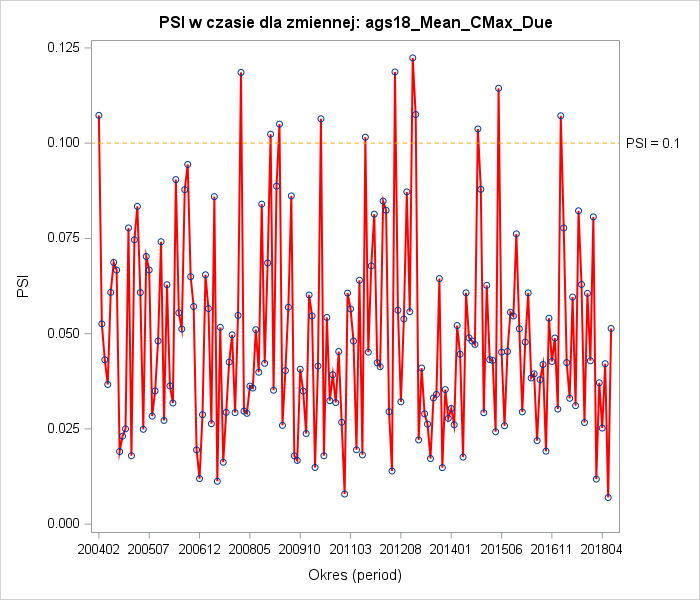 PSI w czasie dla zmiennej: ags18_Mean_CMax_Due
0.125
0.100
0.075
0.050
0.025
0.000
PSI
PSI = 0.1
200402 200507 200612 200805 200910 201103 201208 201401 201506 201611 201804
Okres (period)